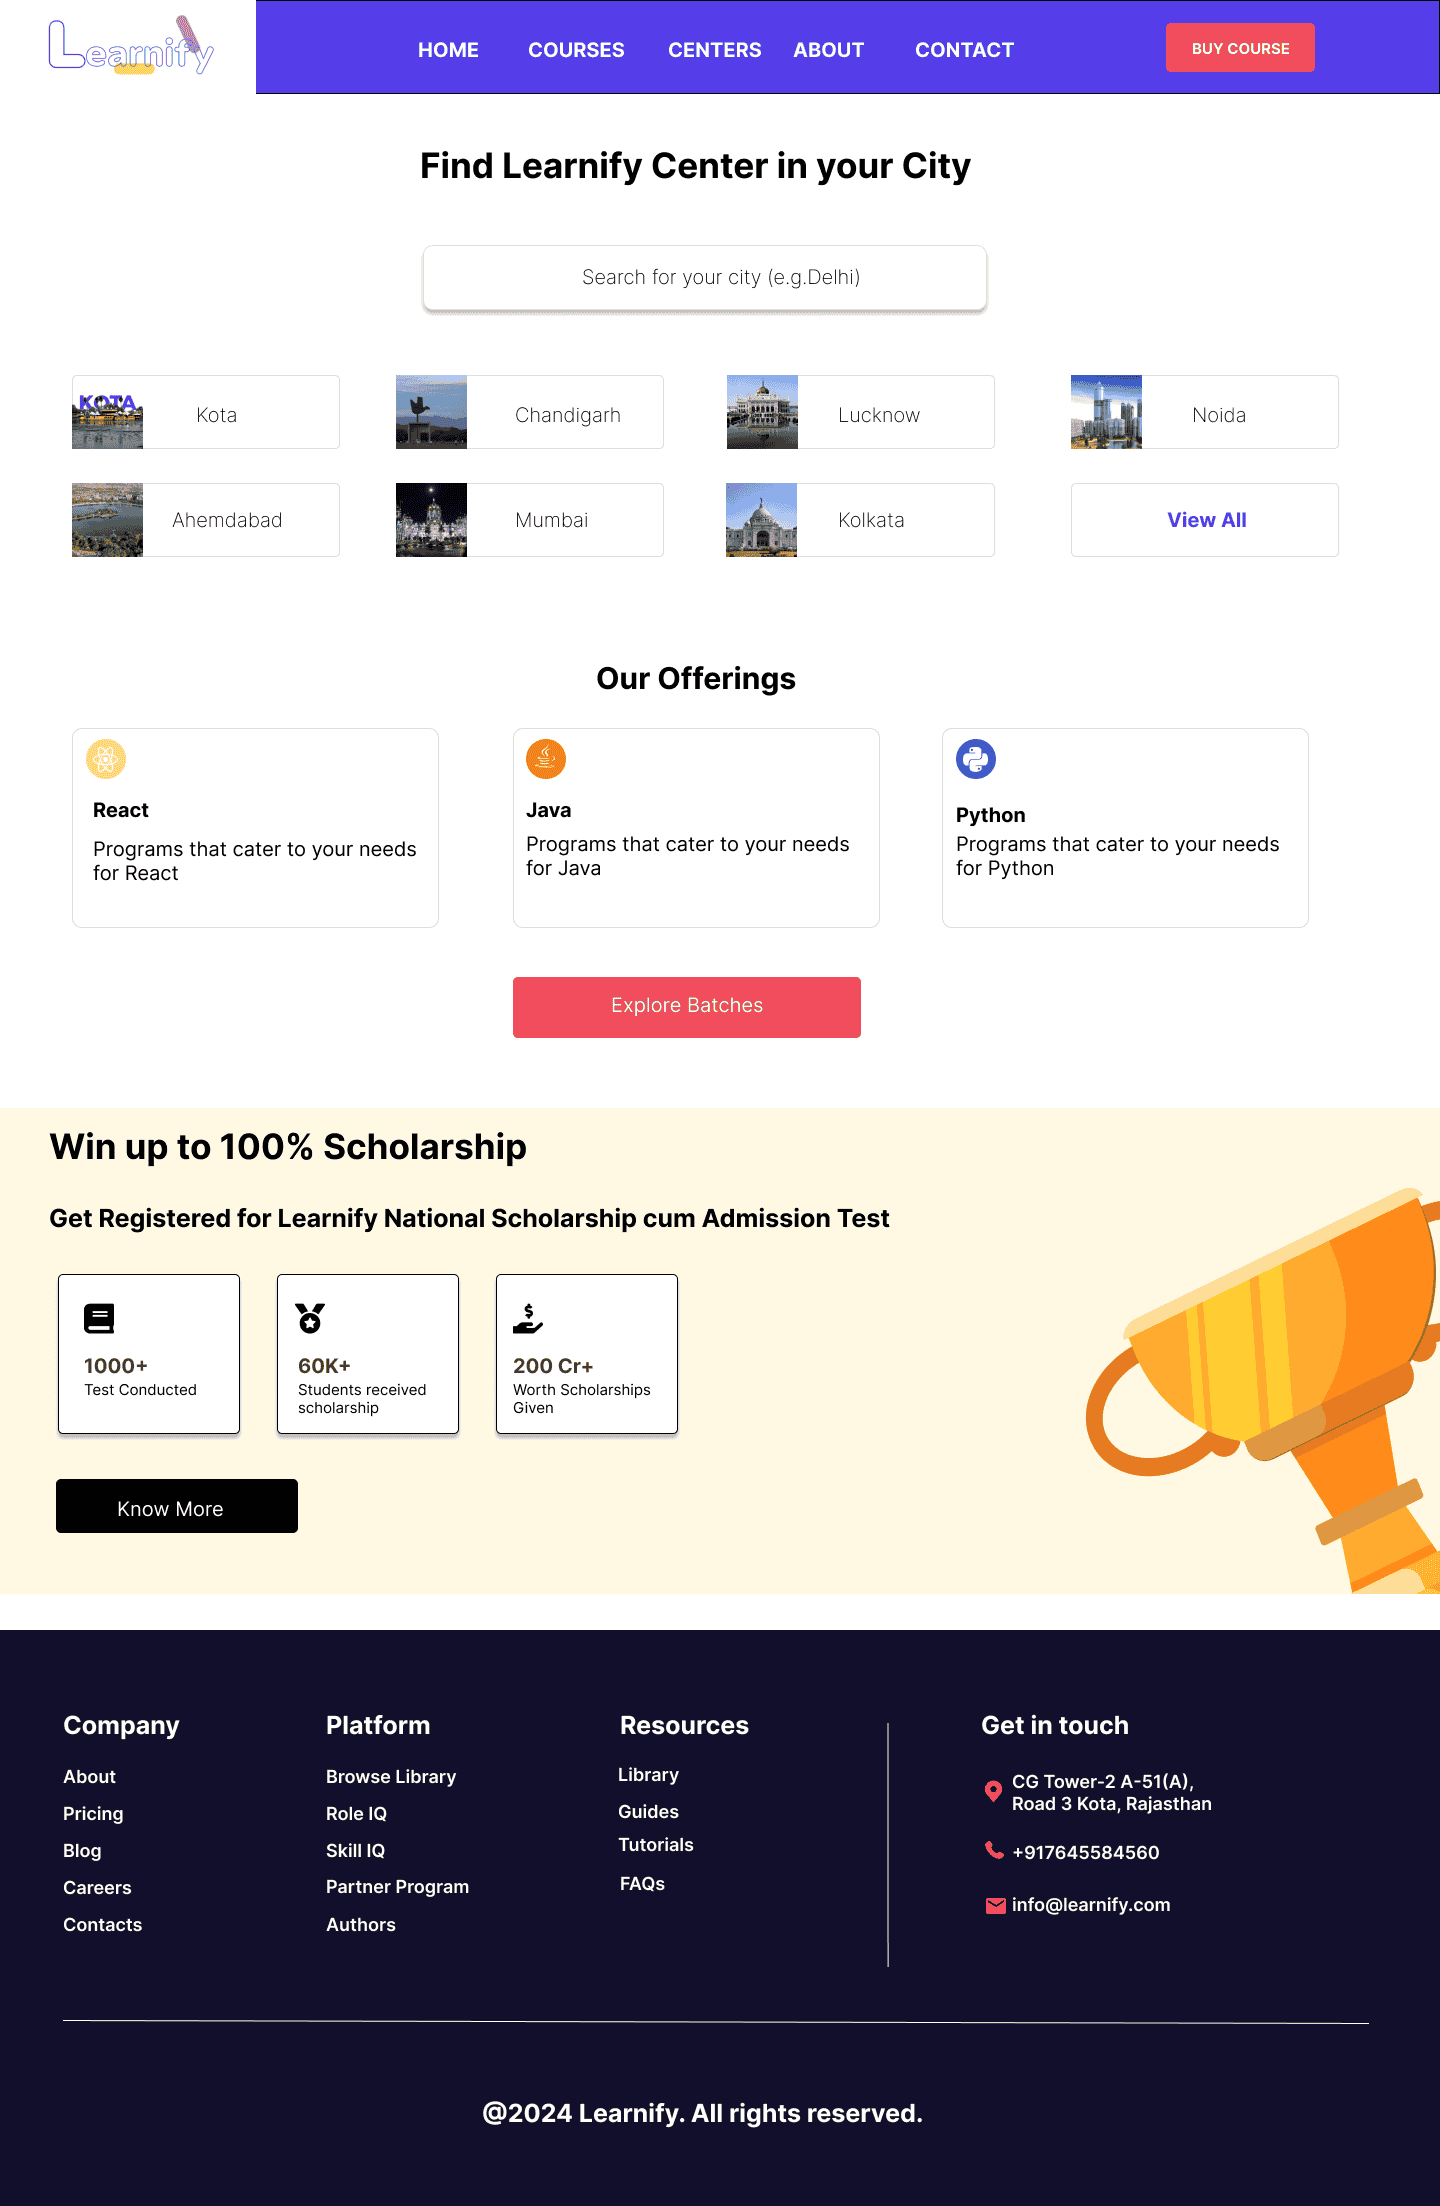 Learnify
HOME
COURSES
CENTERS
ABOUT
CONTACT
BUY COURSE
Find Learnify Center in your City
Search for your city (e.g.Delhi)
KOTA
Kota
Chandigarh
Lucknow
Noida
Ahemdabad
Mumbai
Kolkata
View All
Our Offerings
React
Programs that cater to your needs
for React
Java
Programs that cater to your needs
for Java
Python
Programs that cater to your needs
for Python
Explore Batches
Win up to 100% Scholarship
Get Registered for Learnify National Scholarship cum Admission Test
1000+
Test Conducted
60K+
Students received
scholarship
$
200 Cr+
Worth Scholarships
Given
Know More
Company
About
Pricing
Blog
Careers
Contacts
Platform
Browse Library
Role IQ
Skill IQ
Partner Program
Authors
Resources
Library
Guides
Tutorials
FAQs
Get in touch
CG Tower-2 A-51(A),
Road 3 Kota, Rajasthan
+917645584560
info@learnify.com
@2024 Learnify. All rights reserved.